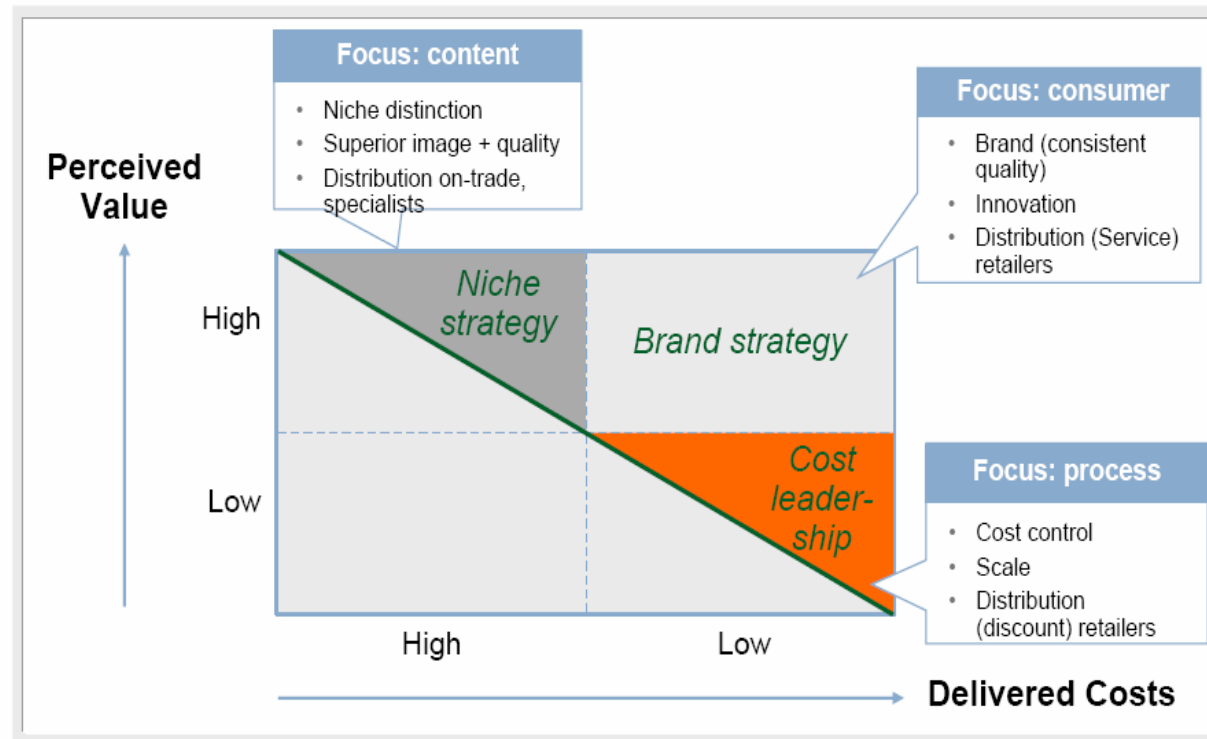 Focus: content
• Niche distinction
• Superior image + quality
• Distribution on-trade,
specialists
Focus: consumer
• Brand (consistent
quality)
• Innovation
• Distribution (Service)
retailers
Perceived
Value
High
Low
Niche
strategy
Brand strategy
Cost
leader-
ship
Focus: process
• Cost control
• Scale
• Distribution
(discount) retailers
High
Low
Delivered Costs